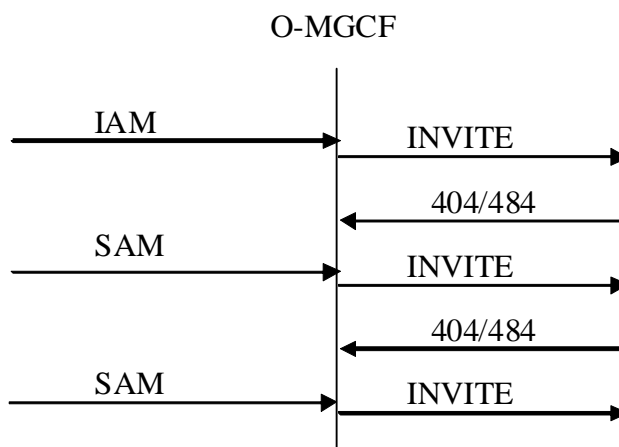 O-MGCF
IAM
INVITE
404/484
SAM
INVITE
404/484
SAM
INVITE